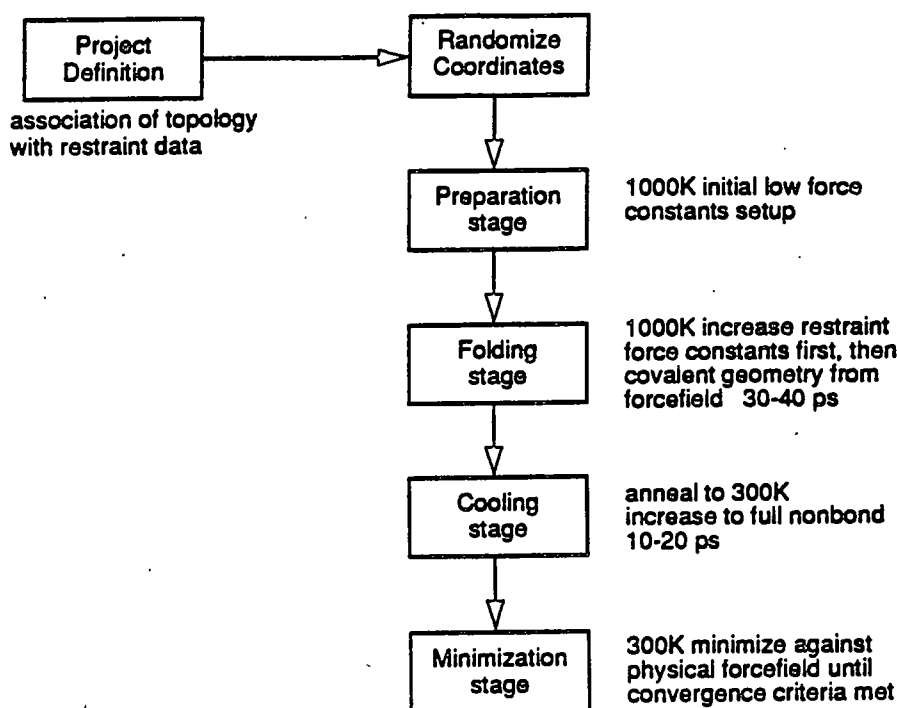 Project
Definition
association of topology
with restraint data
Randomize
Coordinates
Preparation
stage
1000K initial low force
constants setup
Folding
stage
1000K increase restraint
force constants first, then
covalent geometry from
forcefield 30-40 ps
Cooling
stage
anneal to 300K
increase to full nonbond
10-20 ps
Minimization
stage
300K minimize against
physical forcefield until
convergence criteria met